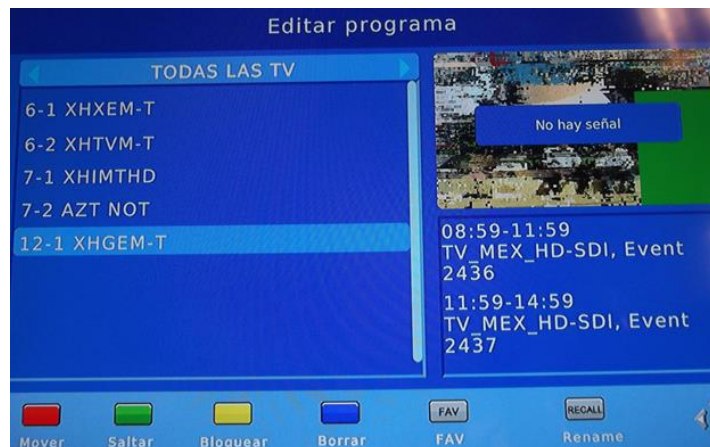 Editar programa
TODAS LAS TV
6-1 XHXEM-T
6-2 XHTVM-T
7-1 XHIMTHD
7-2 AZT NOT
12-1 XHGEM-T
No hay señal
08:59-11:59
TV_MEX_HD-SDI, Event
2436
11:59-14:59
TV_MEX_HD-SDI, Event
2437
FAV
RECALL
Mover
Saltar
Bloquear
Borrar
FAV
Rename